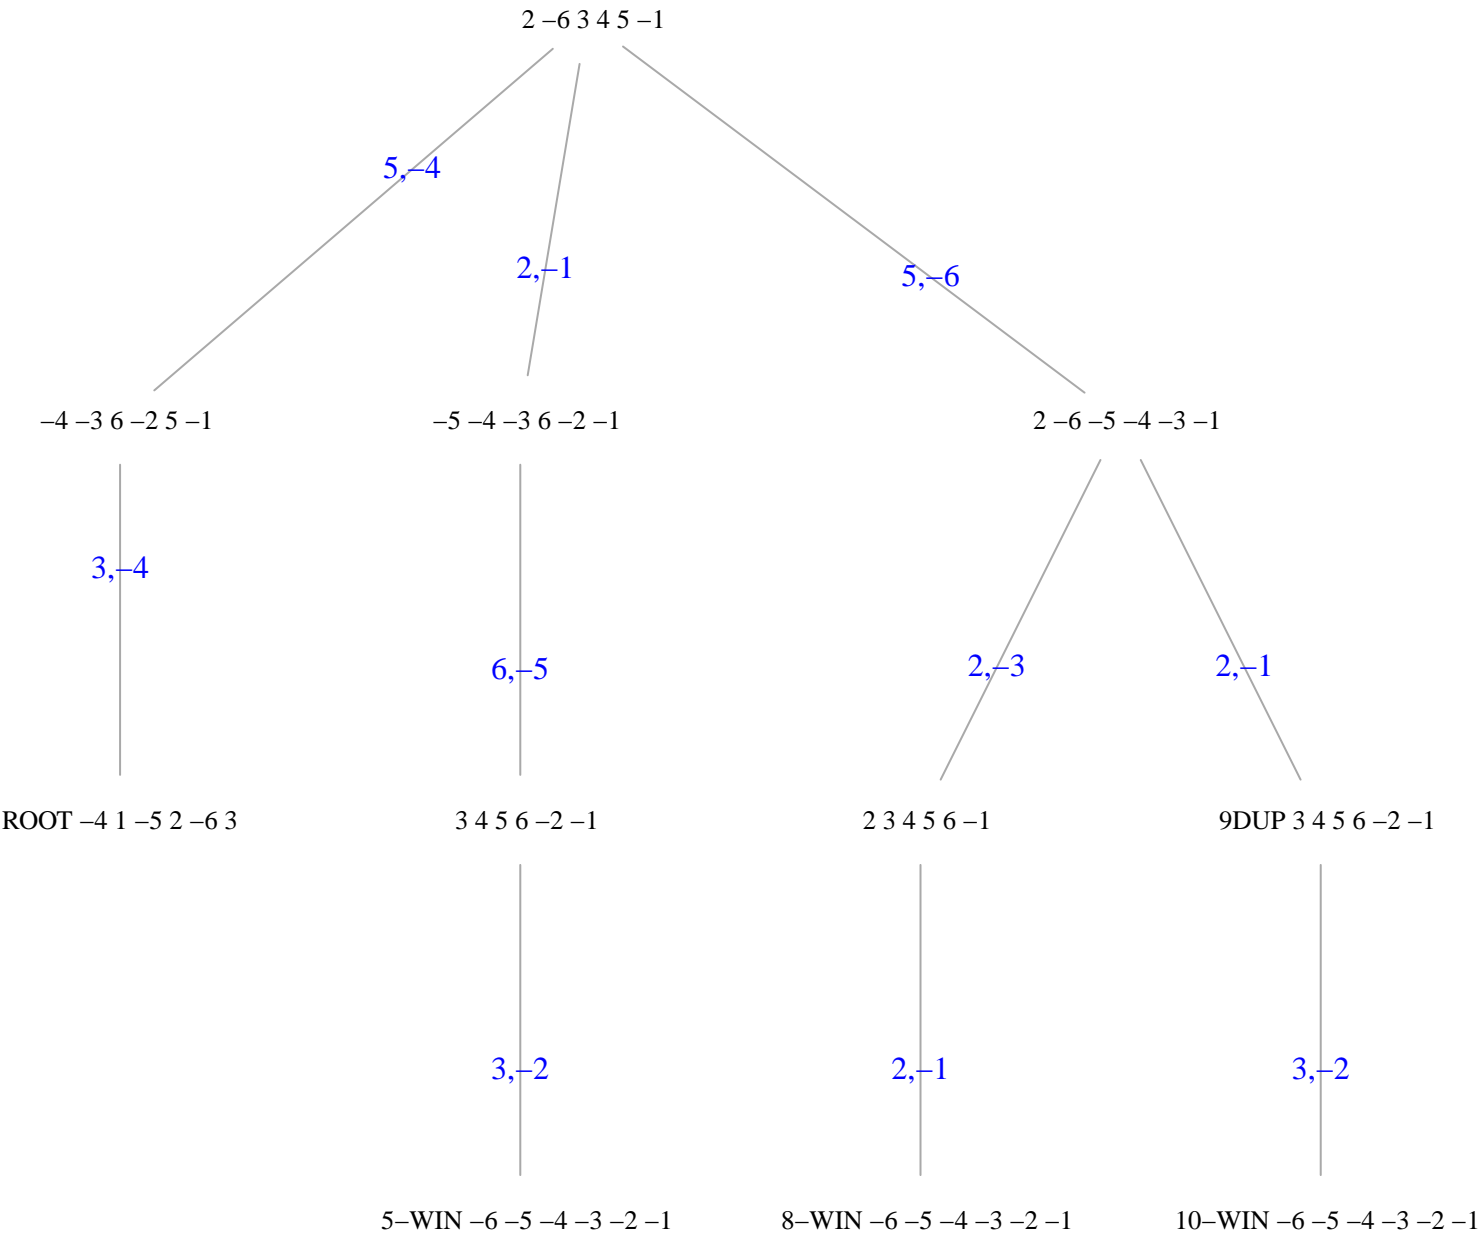 2 –6 3 4 5 –1
5,–4
2,–1
5,–6
–4 –3 6 –2 5 –1
–5 –4 –3 6 –2 –1
2 –6 –5 –4 –3 –1
3,–4
6,–5
2,–3
2,–1
ROOT –4 1 –5 2 –6 3
3 4 5 6 –2 –1
2 3 4 5 6 –1
9DUP 3 4 5 6 –2 –1
3,–2
2,–1
3,–2
5–WIN –6 –5 –4 –3 –2 –1
8–WIN –6 –5 –4 –3 –2 –1
10–WIN –6 –5 –4 –3 –2 –1